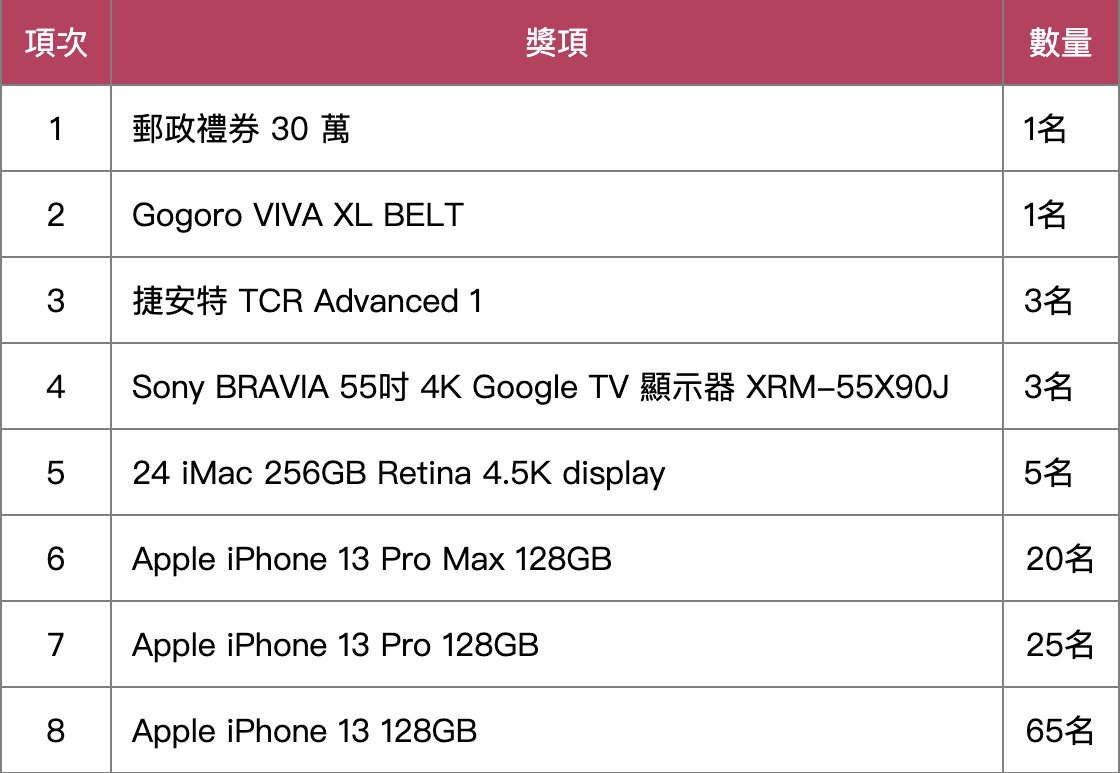 項次 獎項 數量
1 郵政禮券 30 萬 1名
2 Gogoro VIVA XL BELT 1名
3 捷安特 TCR Advanced 1 3名
4 Sony BRAVIA 55吋 4K Google TV 顯示器 XRM-55X90J 3名
5 24 iMac 256GB Retina 4.5K display 5名
6 Apple iPhone 13 Pro Max 128GB 20名
7 Apple iPhone 13 Pro 128GB 25名
8 Apple iPhone 13 128GB 65名